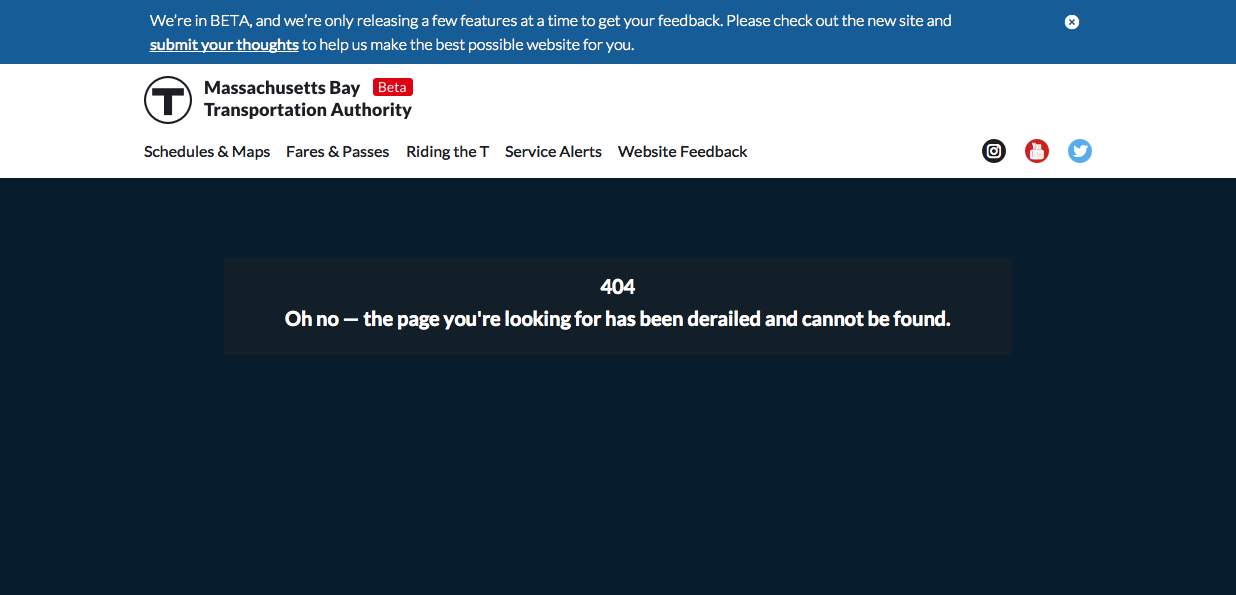 We’re in BETA, and we’re only releasing a few features at a time to get your feedback. Please check out the new site and
submit your thoughts to help us make the best possible website for you.
T
Massachusetts Bay Beta
Transportation Authority
Schedules & Maps Fares & Passes Riding the T Service Alerts Website Feedback
404
Oh no — the page you're looking for has been derailed and cannot be found.